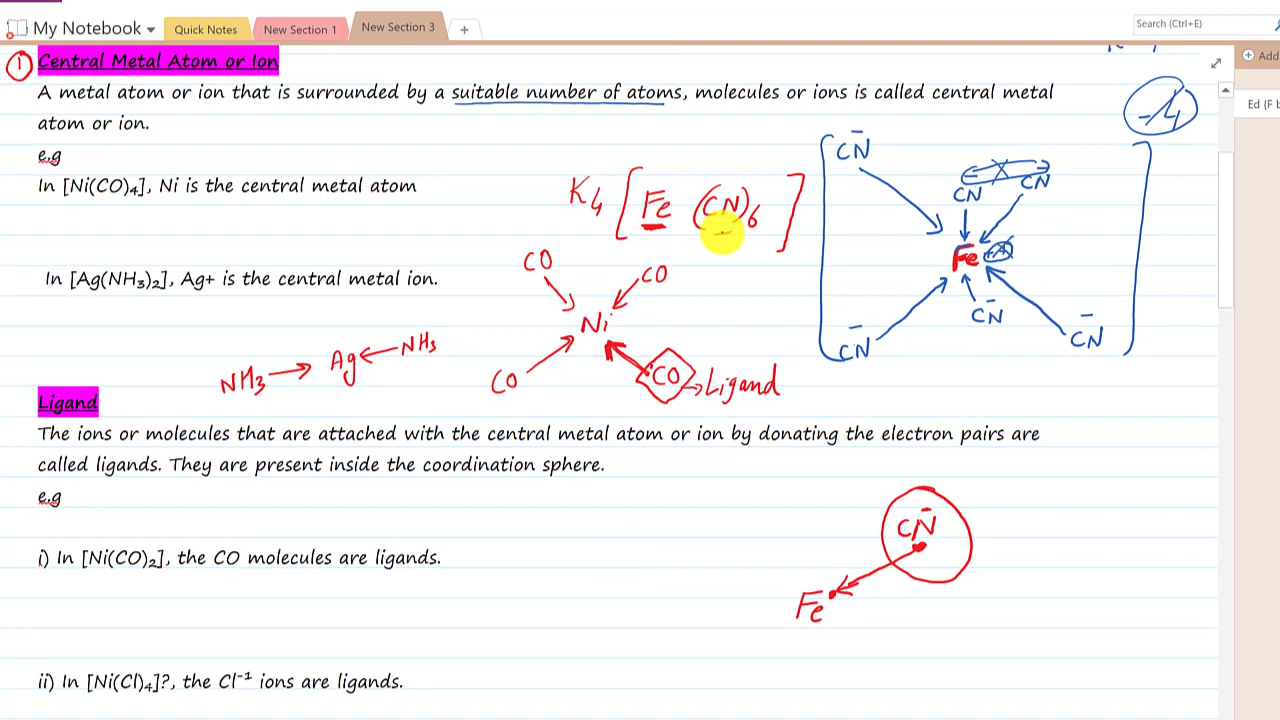 My Notebook
Quick Notes
New Section 1
New Section 3
+
Search (Ctrl+E)
Add
1
Central Metal Atom or Ion
A metal atom or ion that is surrounded by a suitable number of atoms, molecules or ions is called central metal
atom or ion.
e.g
In [Ni(CO)₄], Ni is the central metal atom
K4 [Fe (CN)6]
-4
Ed (F b
CN⁻
CN
CN
Fe
CN⁻
CN⁻
CN⁻
In [Ag(NH₃)₂], Ag+ is the central metal ion.
CO
CO
Ni
CO
CO
Ligand
NH3 → Ag ← NH3
Ligand
The ions or molecules that are attached with the central metal atom or ion by donating the electron pairs are
called ligands. They are present inside the coordination sphere.
e.g
CN⁻
Fe
i) In [Ni(CO)₂], the CO molecules are ligands.
ii) In [Ni(Cl)₄]?, the Cl⁻¹ ions are ligands.